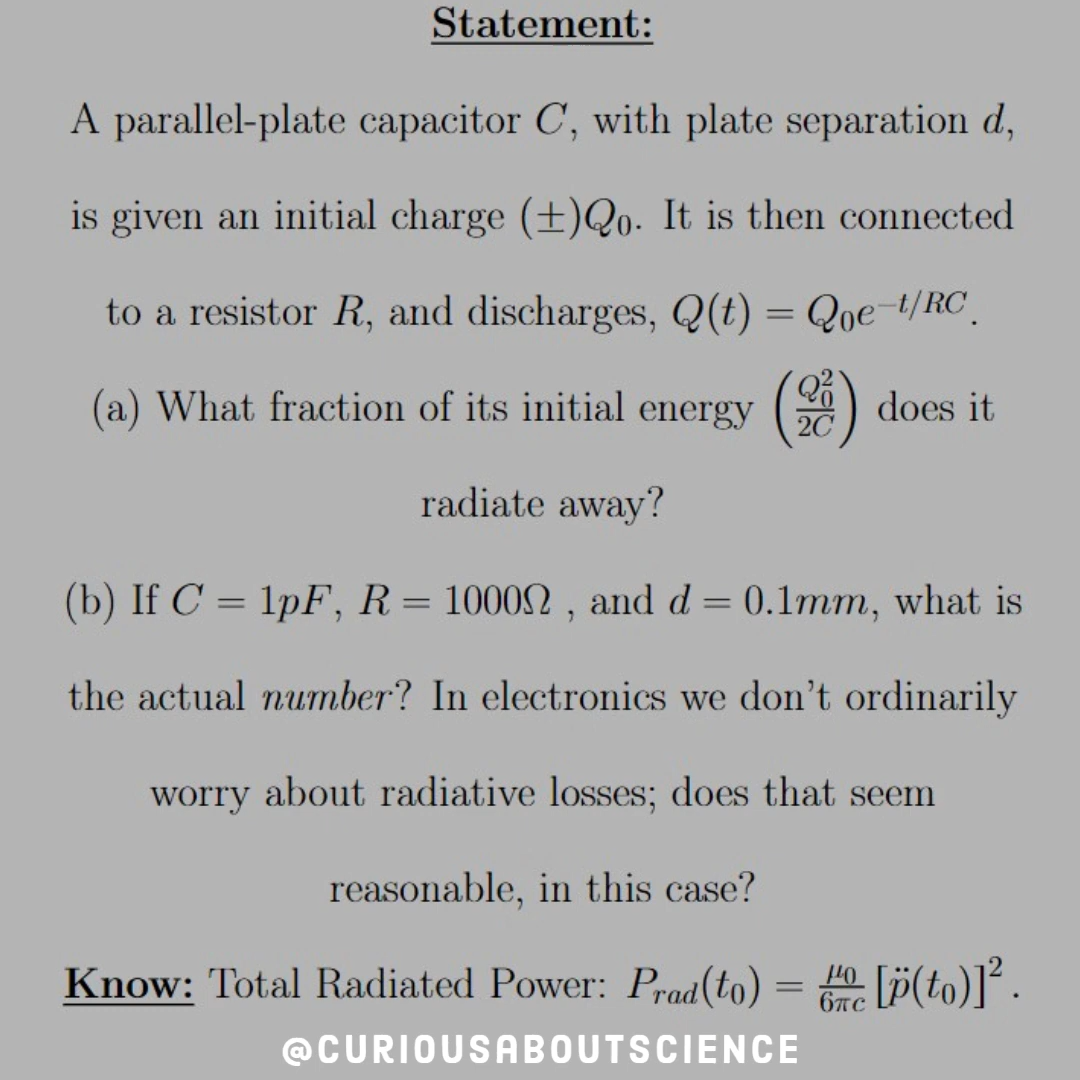 Statement:
A parallel-plate capacitor C, with plate separation d,
is given an initial charge (±)Q₀. It is then connected
to a resistor R, and discharges, Q(t) = Q₀e^{-t/RC}.
(a) What fraction of its initial energy (Q₀²/2C) does it
radiate away?
(b) If C = 1pF, R = 1000Ω , and d = 0.1mm, what is
the actual number? In electronics we don't ordinarily
worry about radiative losses; does that seem
reasonable, in this case?
Know: Total Radiated Power: P_{rad}(t₀) = μ₀/6πc [p̈(t₀)]².
@CURIOUSABOUTSCIENCE